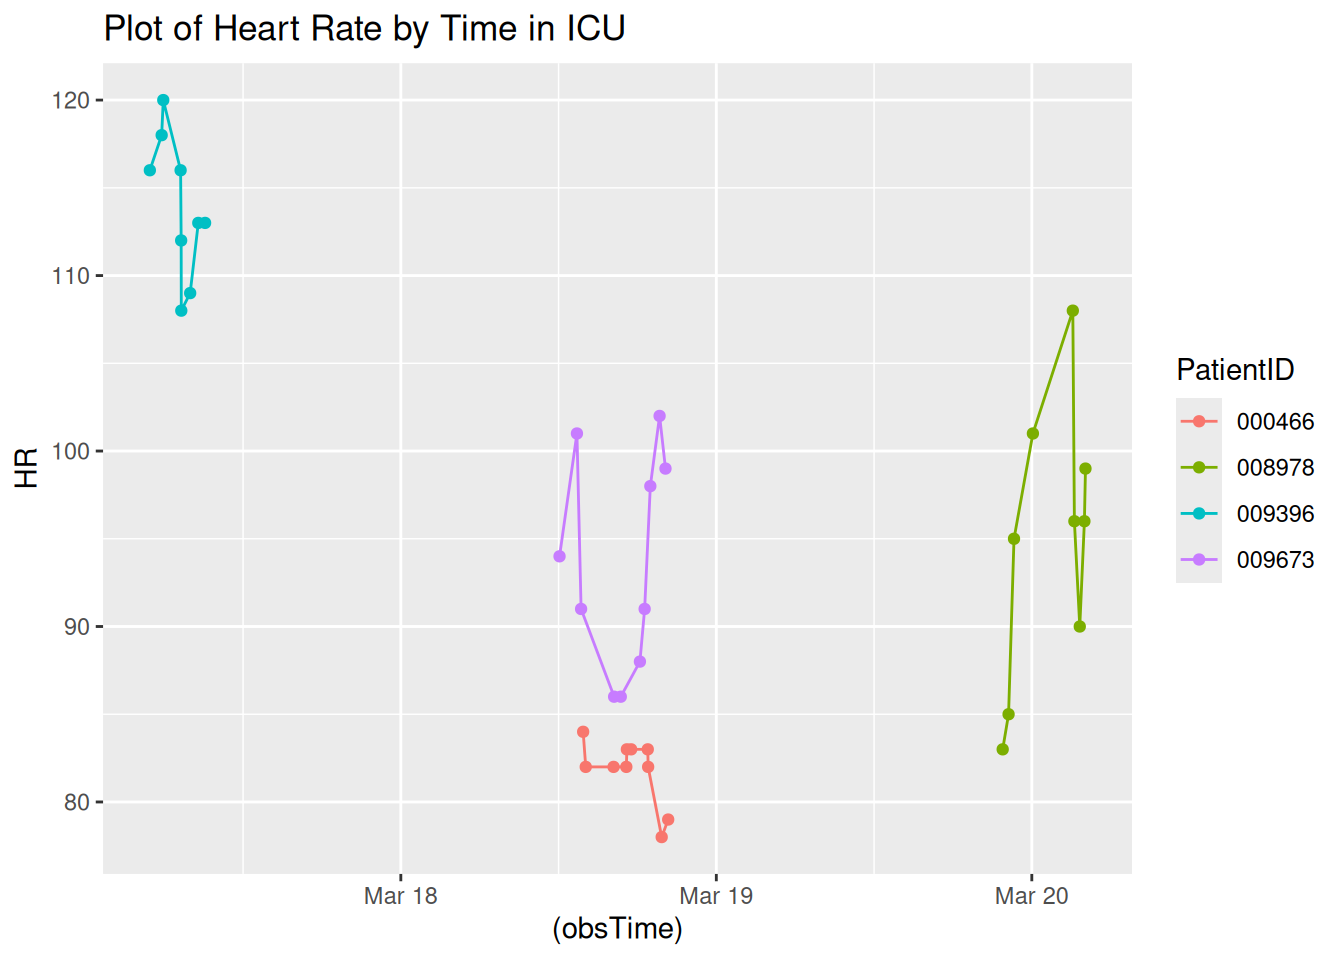 Plot of Heart Rate by Time in ICU
120
110
100
90
80
HR
Mar 18
Mar 19
Mar 20
(obsTime)
PatientID
000466
008978
009396
009673